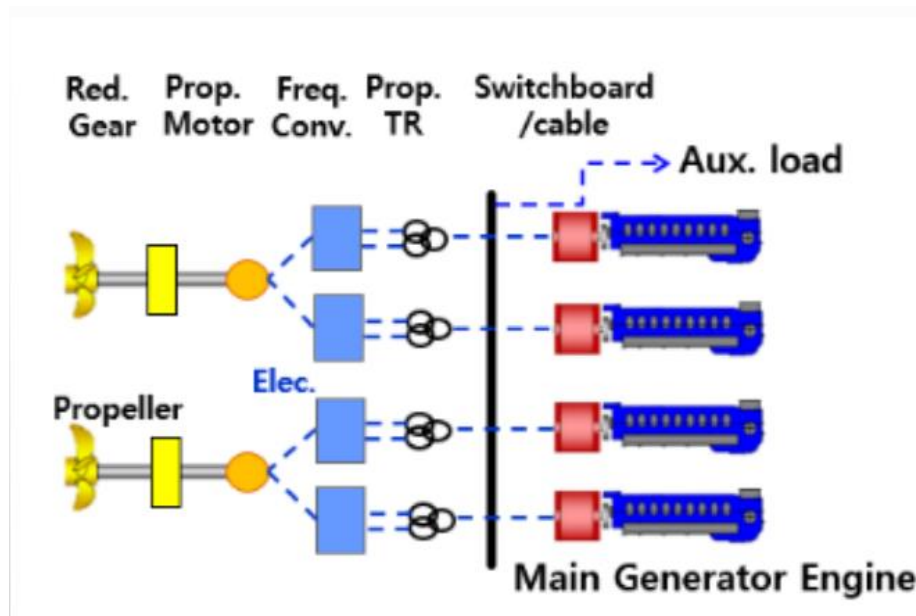 Red.
Gear
Prop.
Motor
Freq.
Conv.
Prop.
TR
Switchboard
/cable
Aux. load
Elec.
Propeller
Main Generator Engine